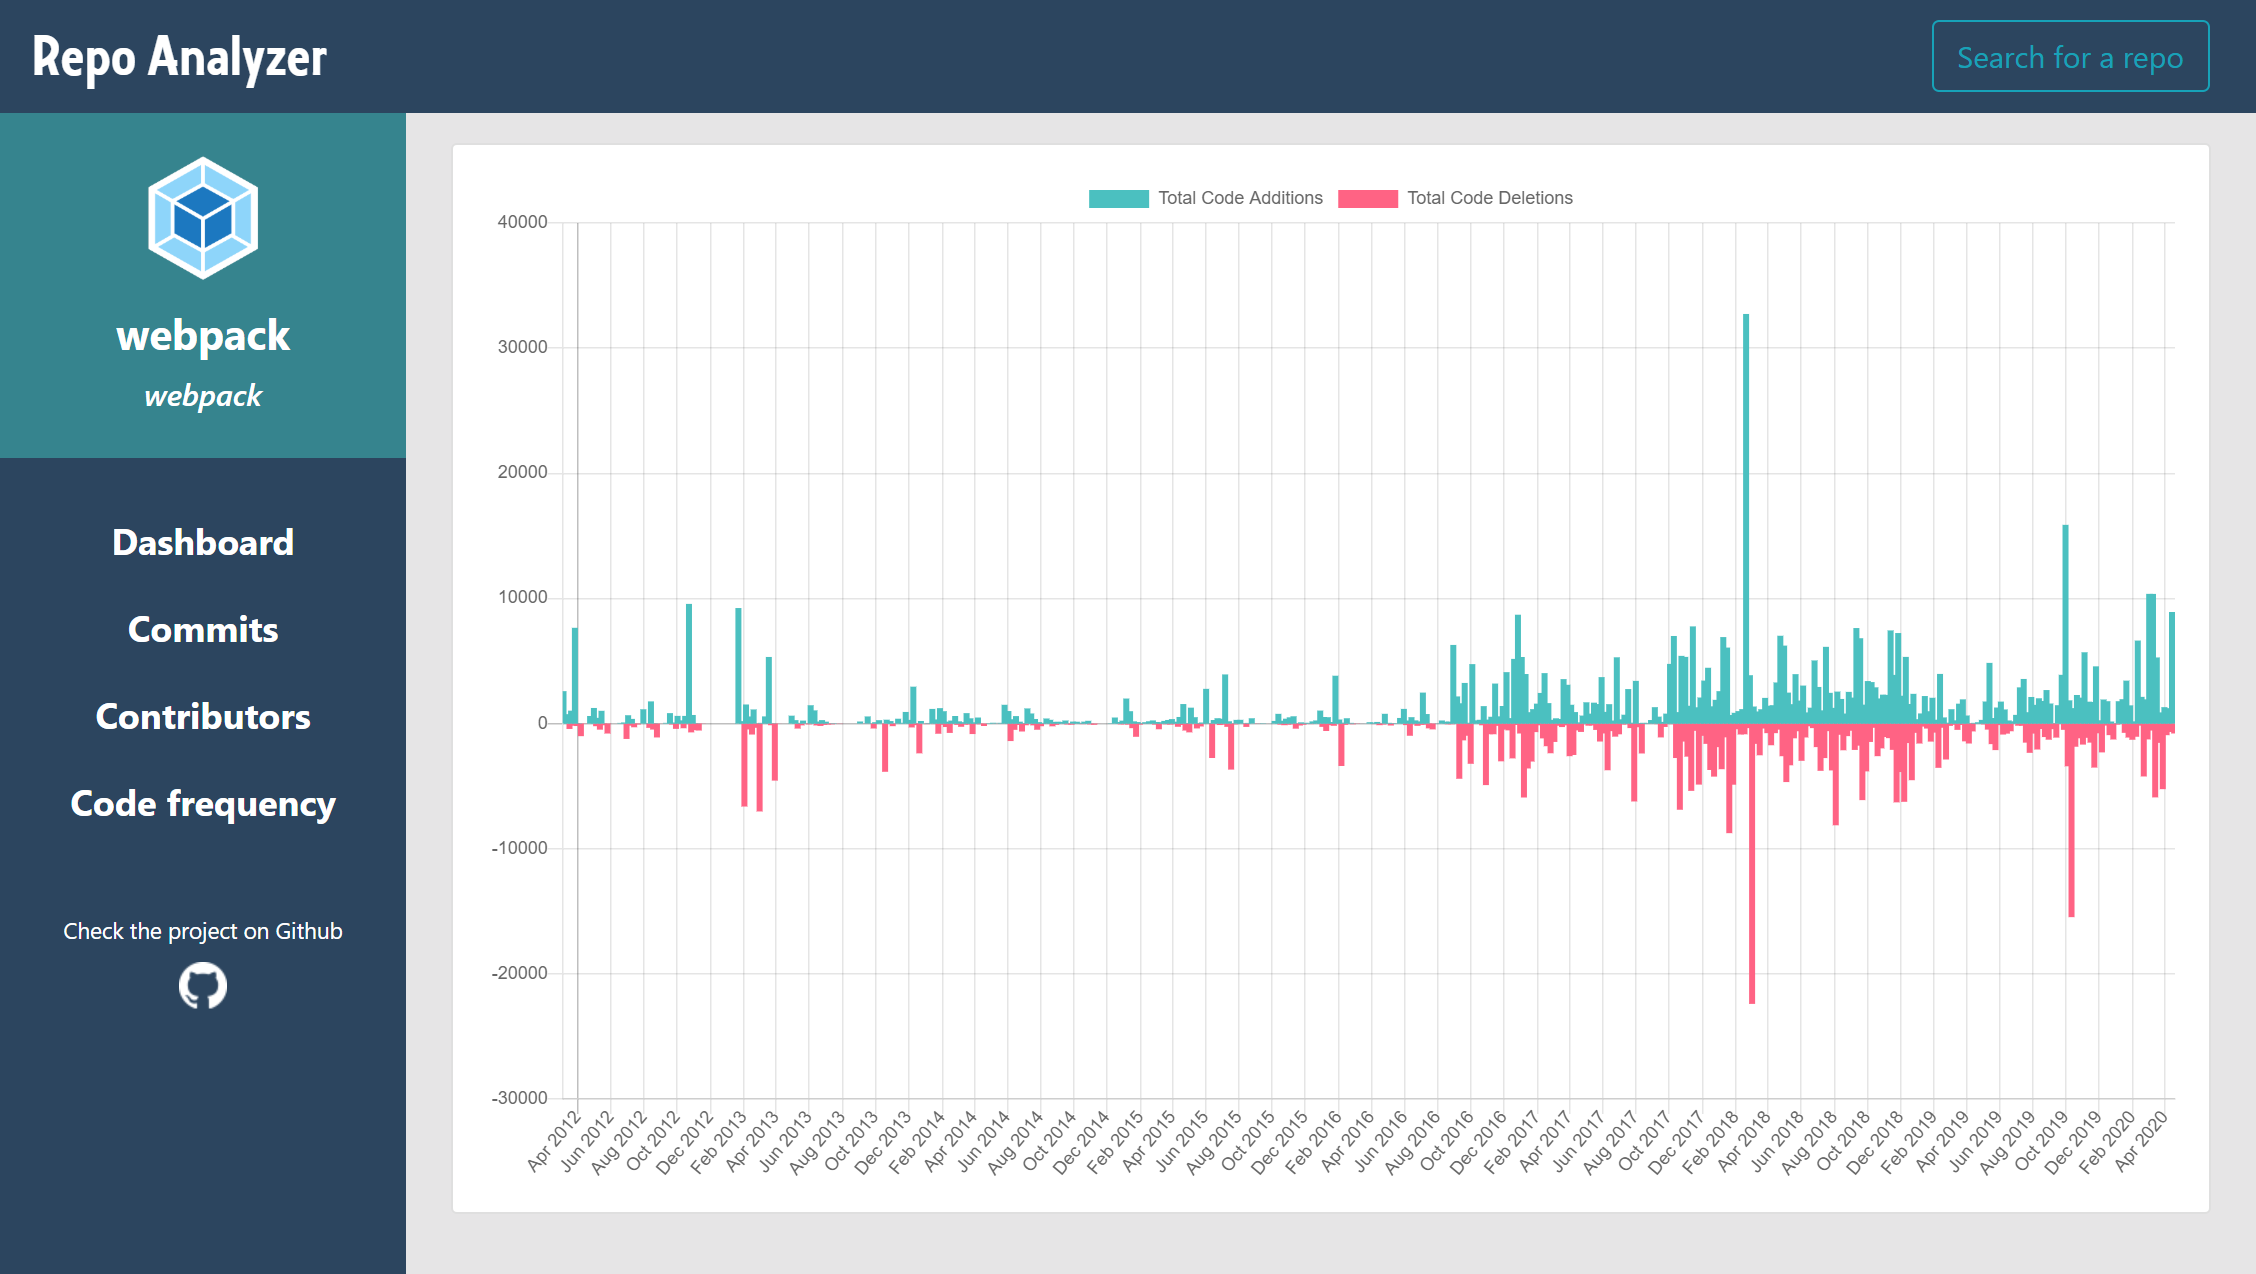 Repo Analyzer
Search for a repo
webpack
webpack
Dashboard
Commits
Contributors
Code frequency
Check the project on Github
Total Code Additions
Total Code Deletions
40000
30000
20000
10000
0
-10000
-20000
-30000
Apr 2012
Jun 2012
Aug 2012
Oct 2012
Dec 2012
Feb 2013
Apr 2013
Jun 2013
Aug 2013
Oct 2013
Dec 2013
Feb 2014
Apr 2014
Jun 2014
Aug 2014
Oct 2014
Dec 2014
Feb 2015
Apr 2015
Jun 2015
Aug 2015
Oct 2015
Dec 2015
Feb 2016
Apr 2016
Jun 2016
Aug 2016
Oct 2016
Dec 2016
Feb 2017
Apr 2017
Jun 2017
Aug 2017
Oct 2017
Dec 2017
Feb 2018
Apr 2018
Jun 2018
Aug 2018
Oct 2018
Dec 2018
Feb 2019
Apr 2019
Jun 2019
Aug 2019
Oct 2019
Dec 2019
Feb 2020
Apr 2020